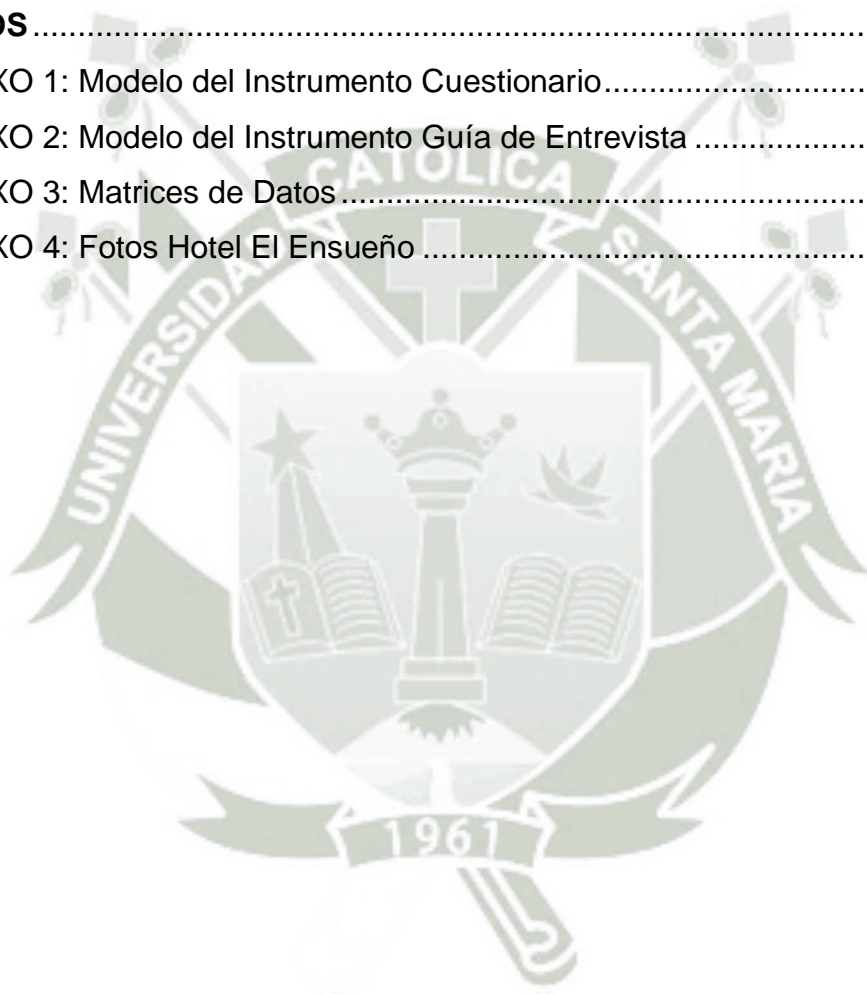 OS ........................................................................................
XO 1: Modelo del Instrumento Cuestionario .............................
XO 2: Modelo del Instrumento Guía de Entrevista ...................
XO 3: Matrices de Datos ..........................................................
XO 4: Fotos Hotel El Ensueño .................................................
UNIVERSIDAD CATOLICA SANTA MARIA
1961